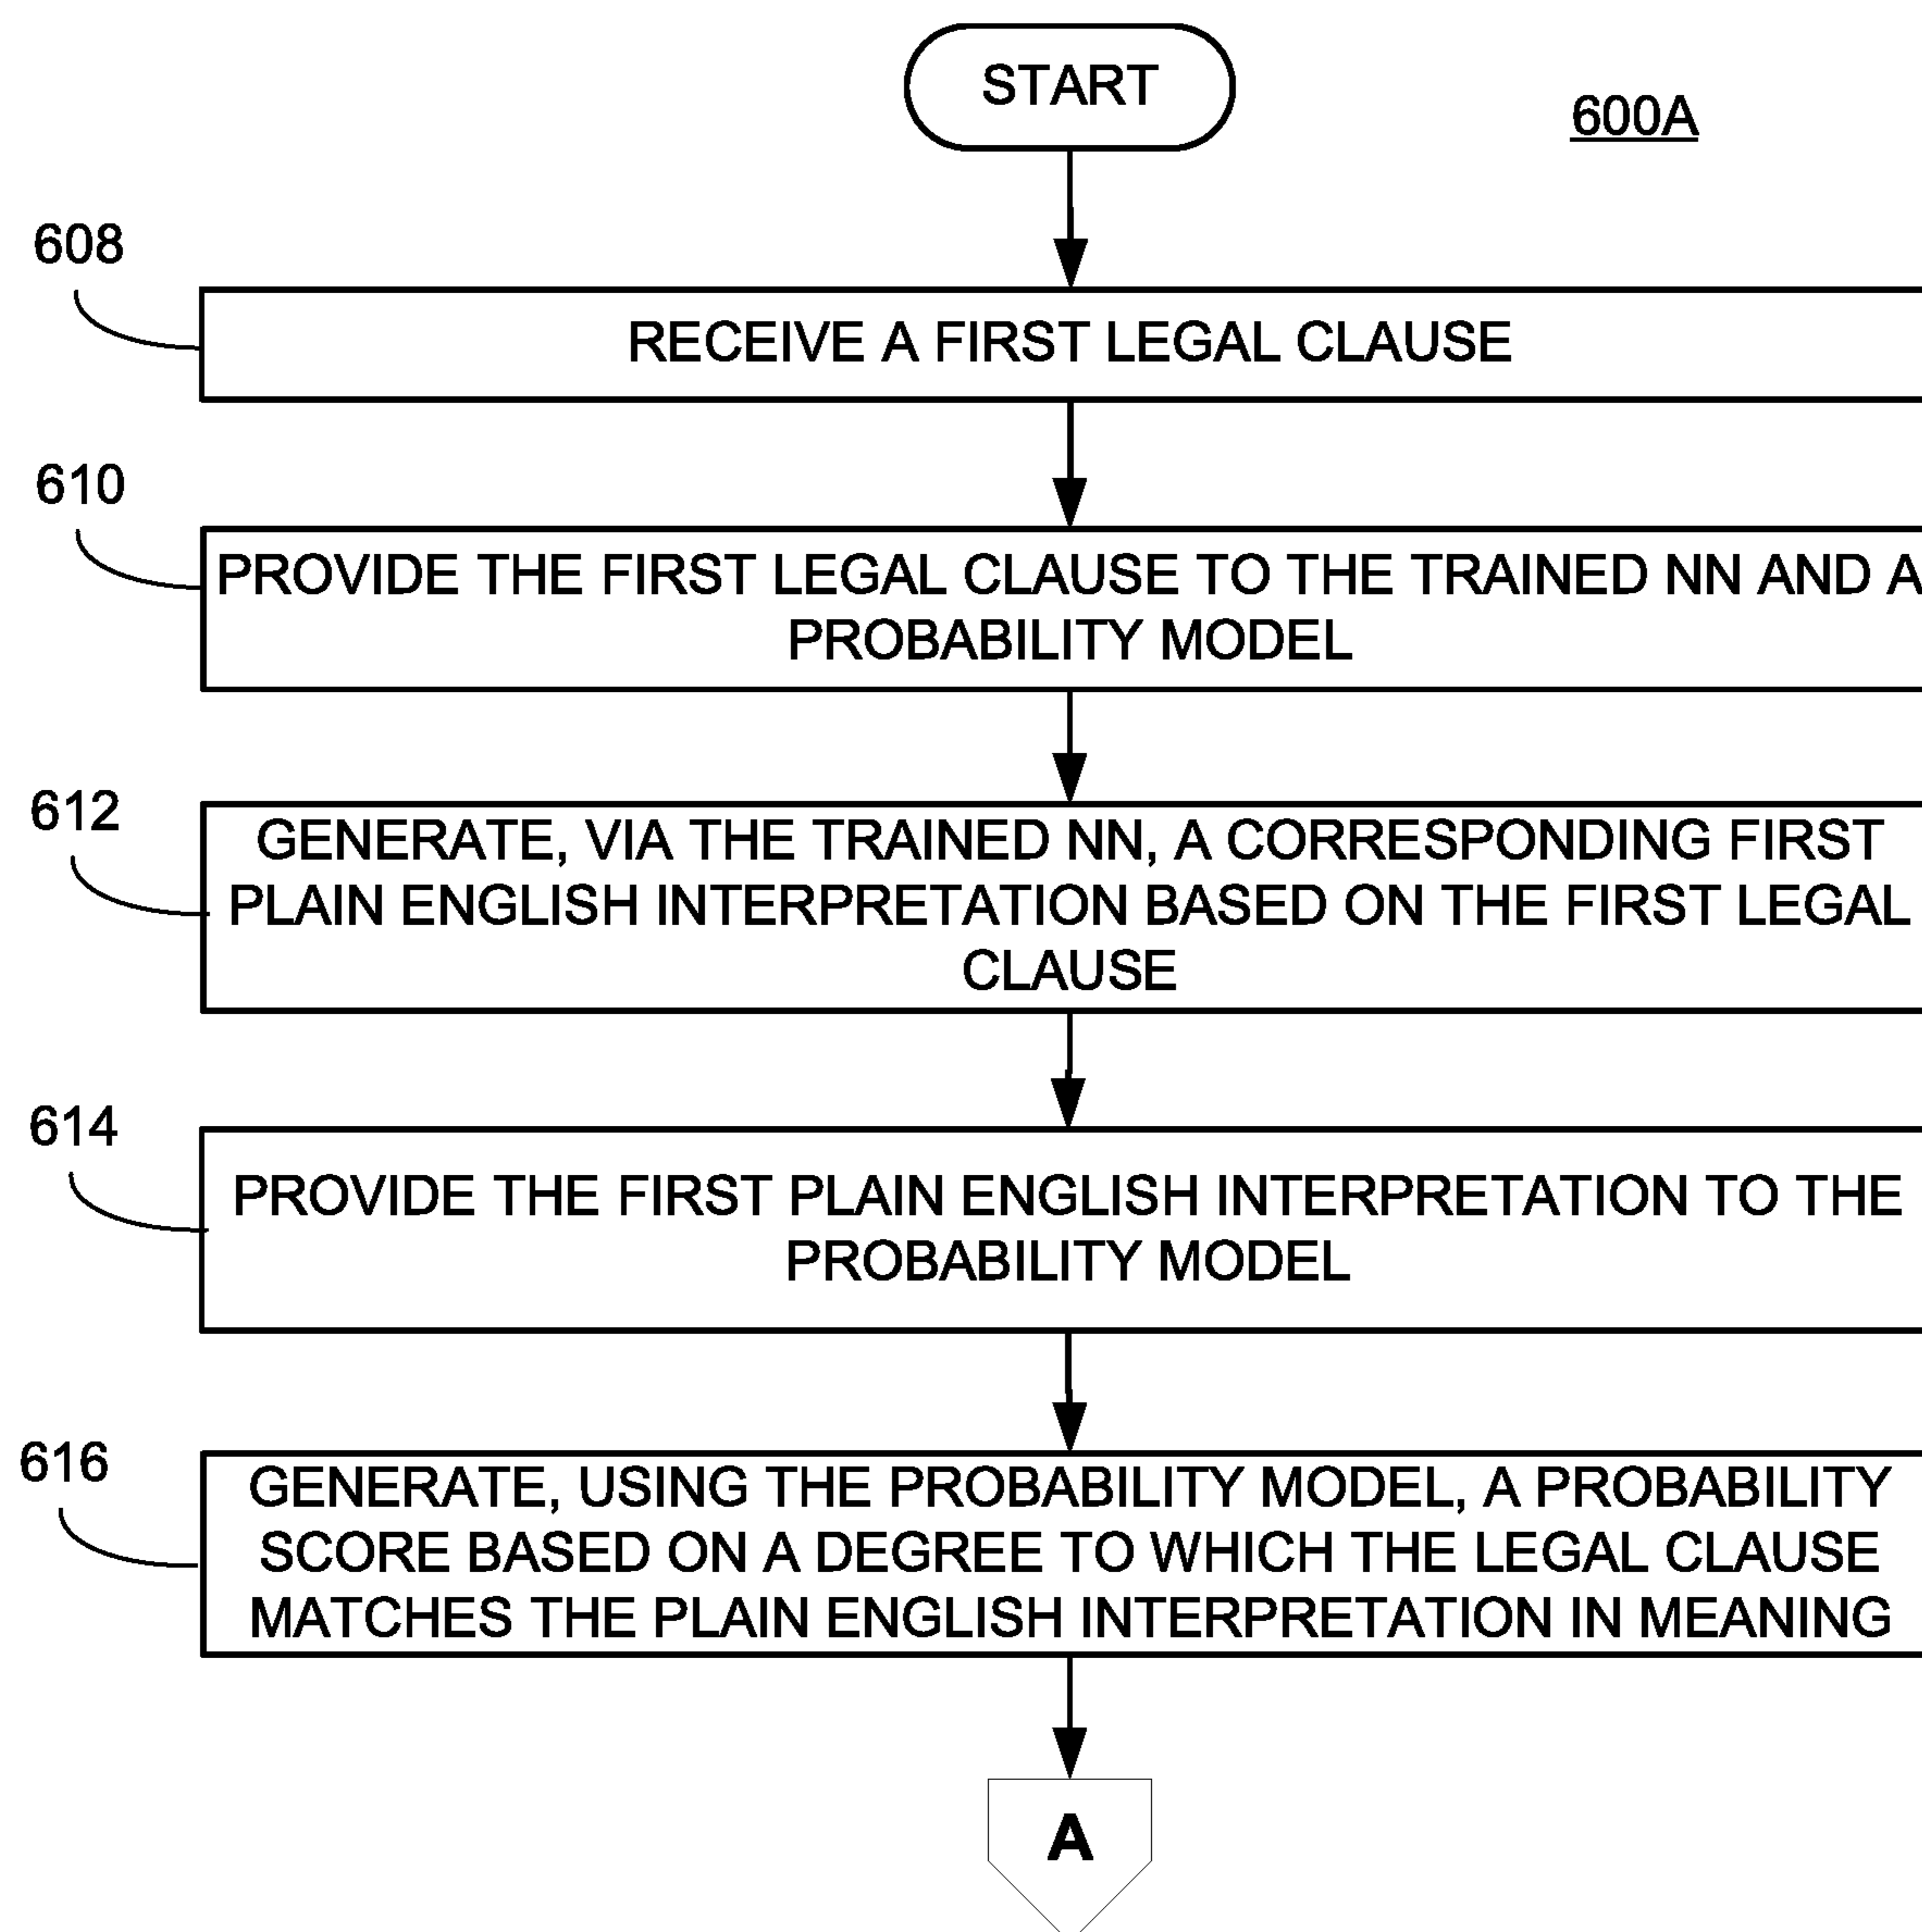 START
600A
608
RECEIVE A FIRST LEGAL CLAUSE
610
PROVIDE THE FIRST LEGAL CLAUSE TO THE TRAINED NN AND A
PROBABILITY MODEL
612
GENERATE, VIA THE TRAINED NN, A CORRESPONDING FIRST
PLAIN ENGLISH INTERPRETATION BASED ON THE FIRST LEGAL
CLAUSE
614
PROVIDE THE FIRST PLAIN ENGLISH INTERPRETATION TO THE
PROBABILITY MODEL
616
GENERATE, USING THE PROBABILITY MODEL, A PROBABILITY
SCORE BASED ON A DEGREE TO WHICH THE LEGAL CLAUSE
MATCHES THE PLAIN ENGLISH INTERPRETATION IN MEANING
A